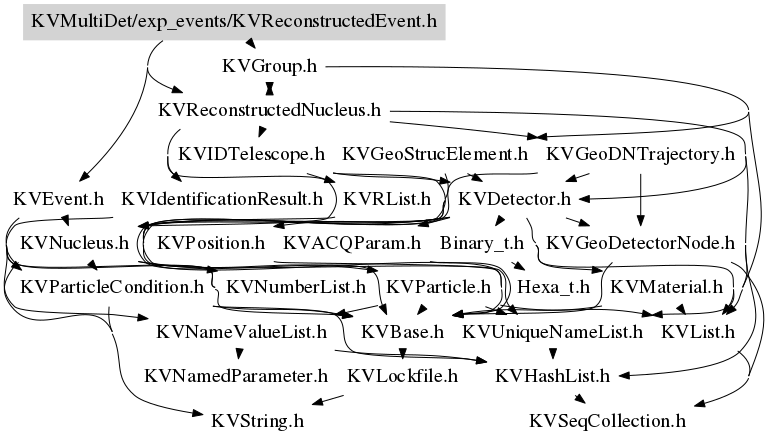 KVMultiDet/exp_events/KVReconstructedEvent.h
KVGroup.h
KVReconstructedNucleus.h
KVIDTelescope.h KVGeoStrucElement.h KVGeoDNTrajectory.h
KVEvent.h KVIdentificationResult.h KVRList.h KVDetector.h
KVNucleus.h KVPosition.h KVACQParam.h Binary_t.h KVGeoDetectorNode.h
KVParticleCondition.h KVNumberList.h KVParticle.h Hexa_t.h KVMaterial.h
KVNameValueList.h KVBase.h KVUniqueNameList.h KVList.h
KVNamedParameter.h KVLockfile.h KVHashList.h
KVString.h KVSeqCollection.h